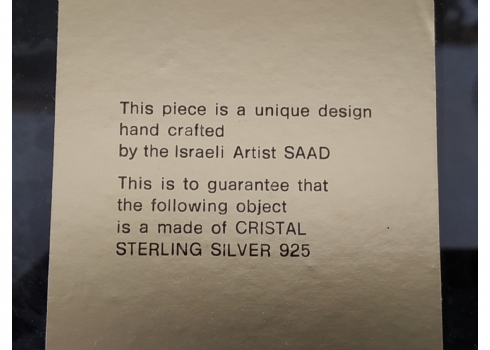 This piece is a unique design
hand crafted
by the Israeli Artist SAAD
This is to guarantee that
the following object
is a made of CRISTAL
STERLING SILVER 925